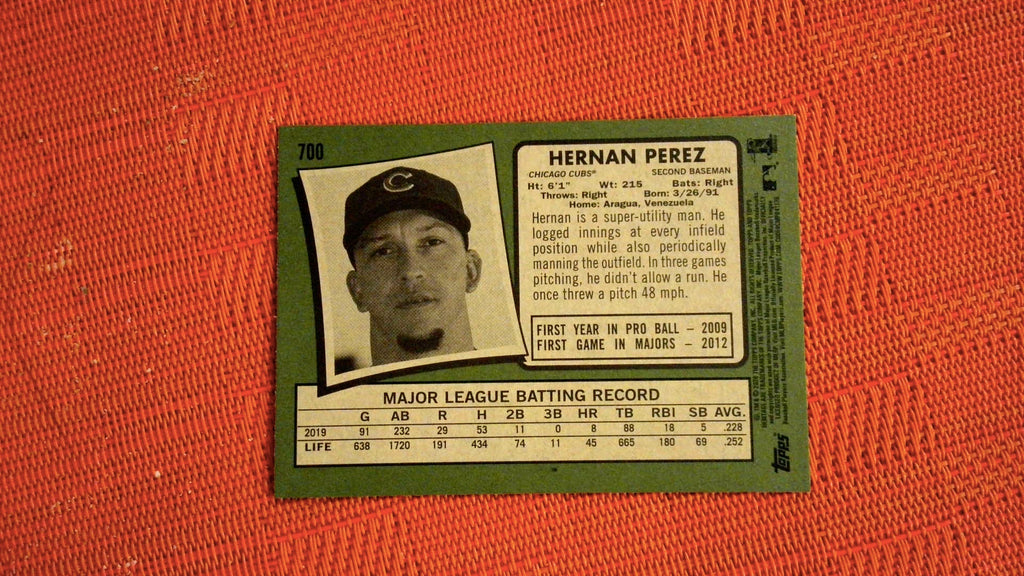 700
HERNAN PEREZ
CHICAGO CUBS® SECOND BASEMAN
Ht: 6'1" Wt: 215 Bats: Right
Throws: Right Born: 3/26/91
Home: Aragua, Venezuela
Hernan is a super-utility man. He
logged innings at every infield
position while also periodically
manning the outfield. In three games
pitching, he didn't allow a run. He
once threw a pitch 48 mph.
FIRST YEAR IN PRO BALL – 2009
FIRST GAME IN MAJORS – 2012
MAJOR LEAGUE BATTING RECORD
G AB R H 2B 3B HR TB RBI SB AVG.
2019 91 232 29 53 11 0 8 88 18 5 .228
LIFE 638 1720 191 434 74 11 45 665 180 69 .252
C
Topps